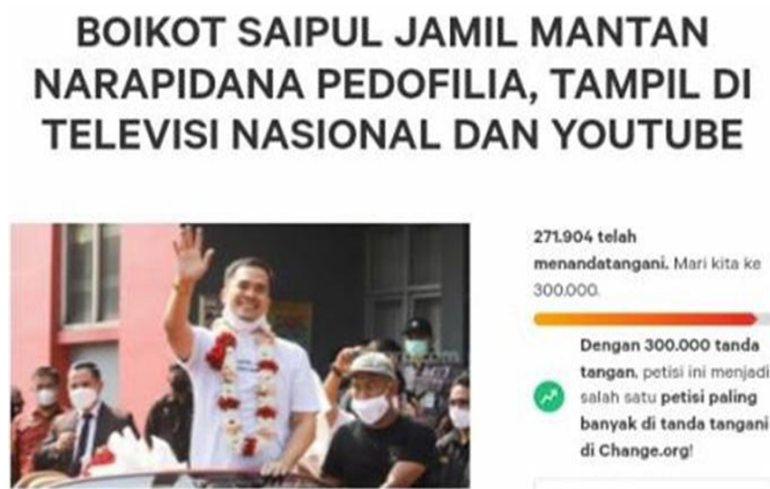 BOIKOT SAIPUL JAMIL MANTAN
NARAPIDANA PEDOFILIA, TAMPIL DI
TELEVISI NASIONAL DAN YOUTUBE
271.904 telah
menandatangani. Mari kita ke
300.000.
Dengan 300.000 tanda
tangan, petisi ini menjadi
salah satu petisi paling
banyak di tanda tangani
di Change.org!